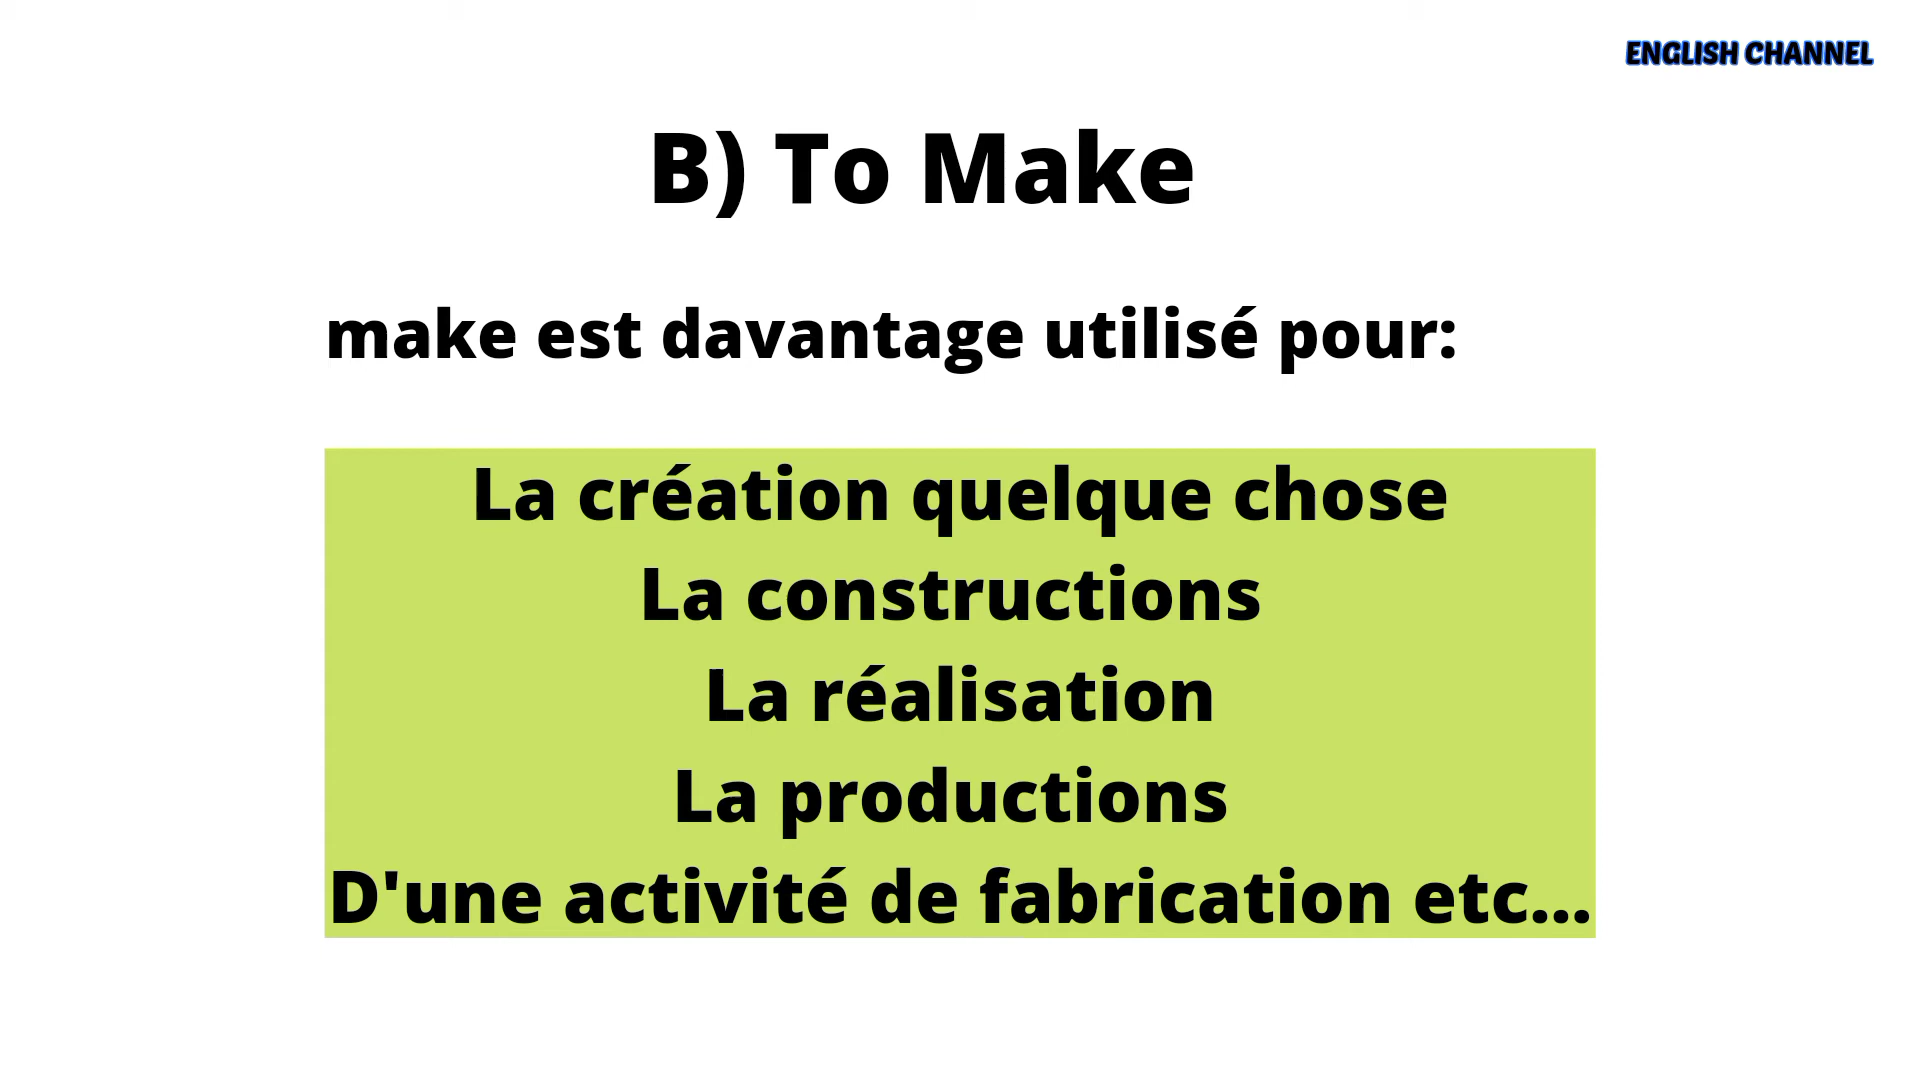 ENGLISH CHANNEL
B) To Make
make est davantage utilisé pour:
La création quelque chose
La constructions
La réalisation
La productions
D'une activité de fabrication etc...